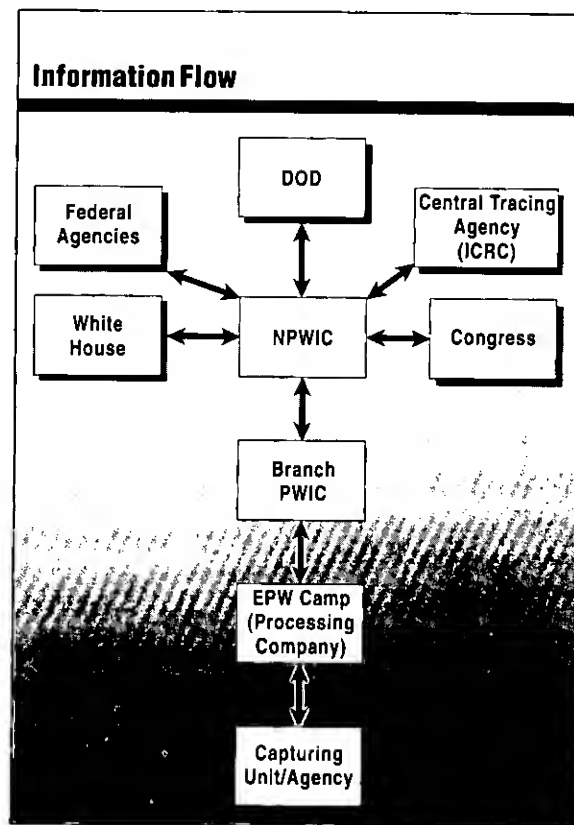 Information Flow
DOD
Federal
Agencies
Central Tracing
Agency
(ICRC)
White
House
NPWIC
Congress
Branch
PWIC
EPW Camp
(Processing
Company)
Capturing
Unit/Agency